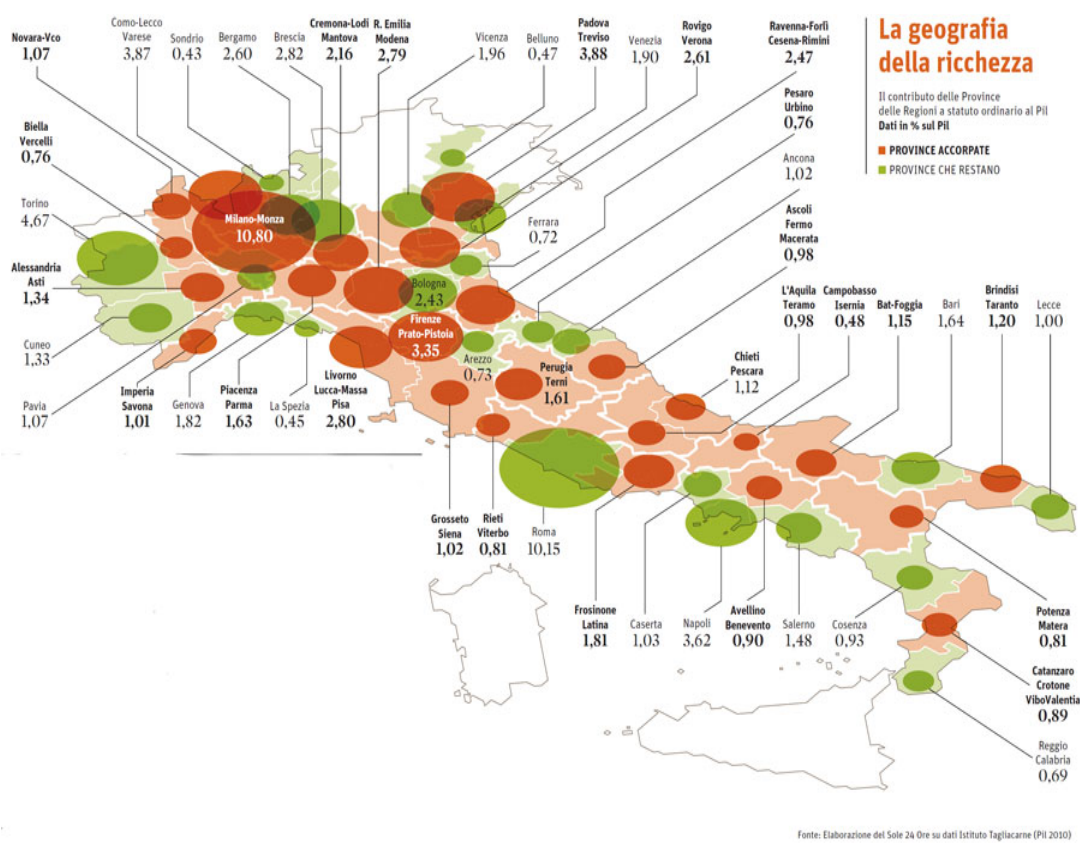 La geografia
della ricchezza
Il contributo delle Province
delle Regioni a statuto ordinario al Pil
Dati in % sul Pil
PROVINCE ACCORPATE
PROVINCE CHE RESTANO
Novara-Vco
1,07
Como-Lecco
Varese
3,87
Sondrio
0,43
Bergamo
2,60
Brescia
2,82
Cremona-Lodi
Mantova
2,16
R. Emilia
Modena
2,79
Vicenza
1,96
Belluno
0,47
Padova
Treviso
3,88
Venezia
1,90
Rovigo
Verona
2,61
Ravenna-Forlì
Cesena-Rimini
2,47
Pesaro
Urbino
0,76
Ancona
1,02
Ascoli
Fermo
Macerata
0,98
Biella
Vercelli
0,76
Torino
4,67
Milano-Monza
10,80
Ferrara
0,72
Alessandria
Asti
1,34
Bologna
2,43
Firenze
Prato-Pistoia
3,35
L'Aquila
Teramo
0,98
Campobasso
Isernia
0,48
Bat-Foggia
1,15
Bari
1,64
Brindisi
Taranto
1,20
Lecce
1,00
Cuneo
1,33
Arezzo
0,73
Perugia
Terni
1,61
Chieti
Pescara
1,12
Pavia
1,07
Imperia
Savona
1,01
Genova
1,82
Piacenza
Parma
1,63
La Spezia
0,45
Livorno
Lucca-Massa
Pisa
2,80
Grosseto
Siena
1,02
Rieti
Viterbo
0,81
Roma
10,15
Frosinone
Latina
1,81
Caserta
1,03
Napoli
3,62
Avellino
Benevento
0,90
Salerno
1,48
Cosenza
0,93
Potenza
Matera
0,81
Catanzaro
Crotone
ViboValentia
0,89
Reggio
Calabria
0,69
Fonte: Elaborazione del Sole 24 Ore su dati Istituto Tagliacarne (Pil 2010)